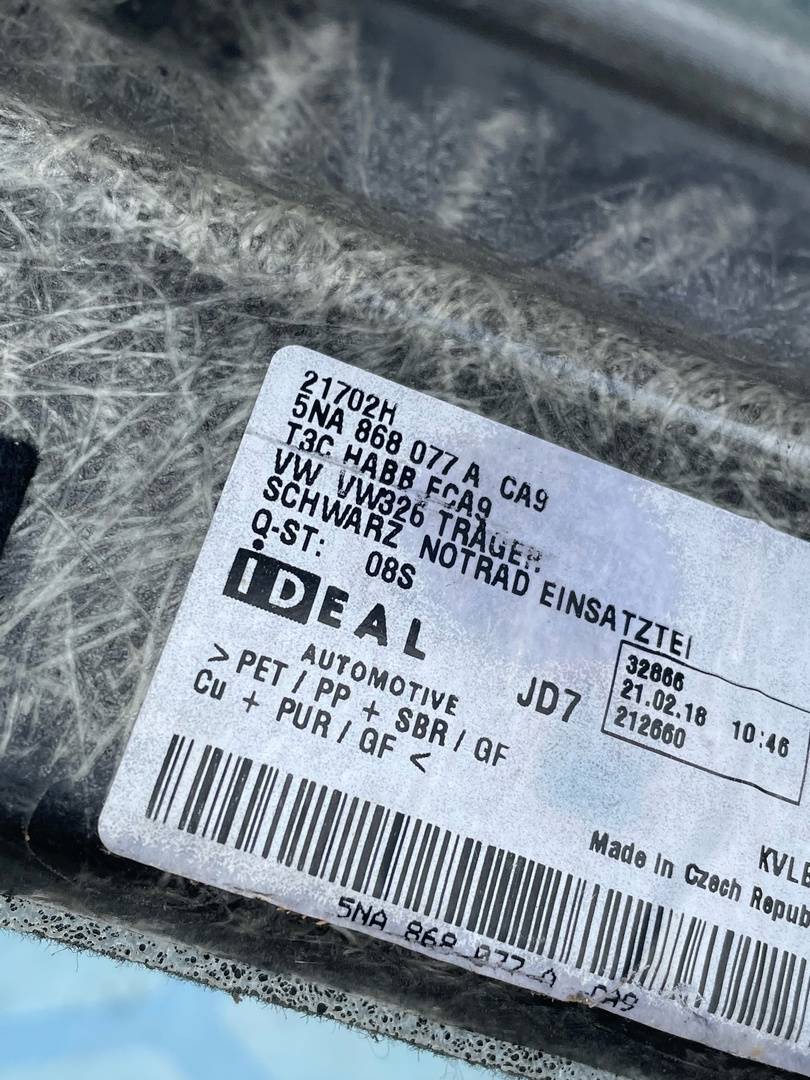 21702H
5NA 868 077 A CA9
T3C HABB FCA9
VW VW326 TRÄGER
SCHWARZ NOTRAD EINSATZTEI
Q-ST: 08S
IDEAL
AUTOMOTIVE
JD7
>PET/PP+SBR/GF
Cu + PUR/GF<
32866
21.02.18 10:46
212660
KVLB
Made in Czech Republ
5NA 868 077 A CA9